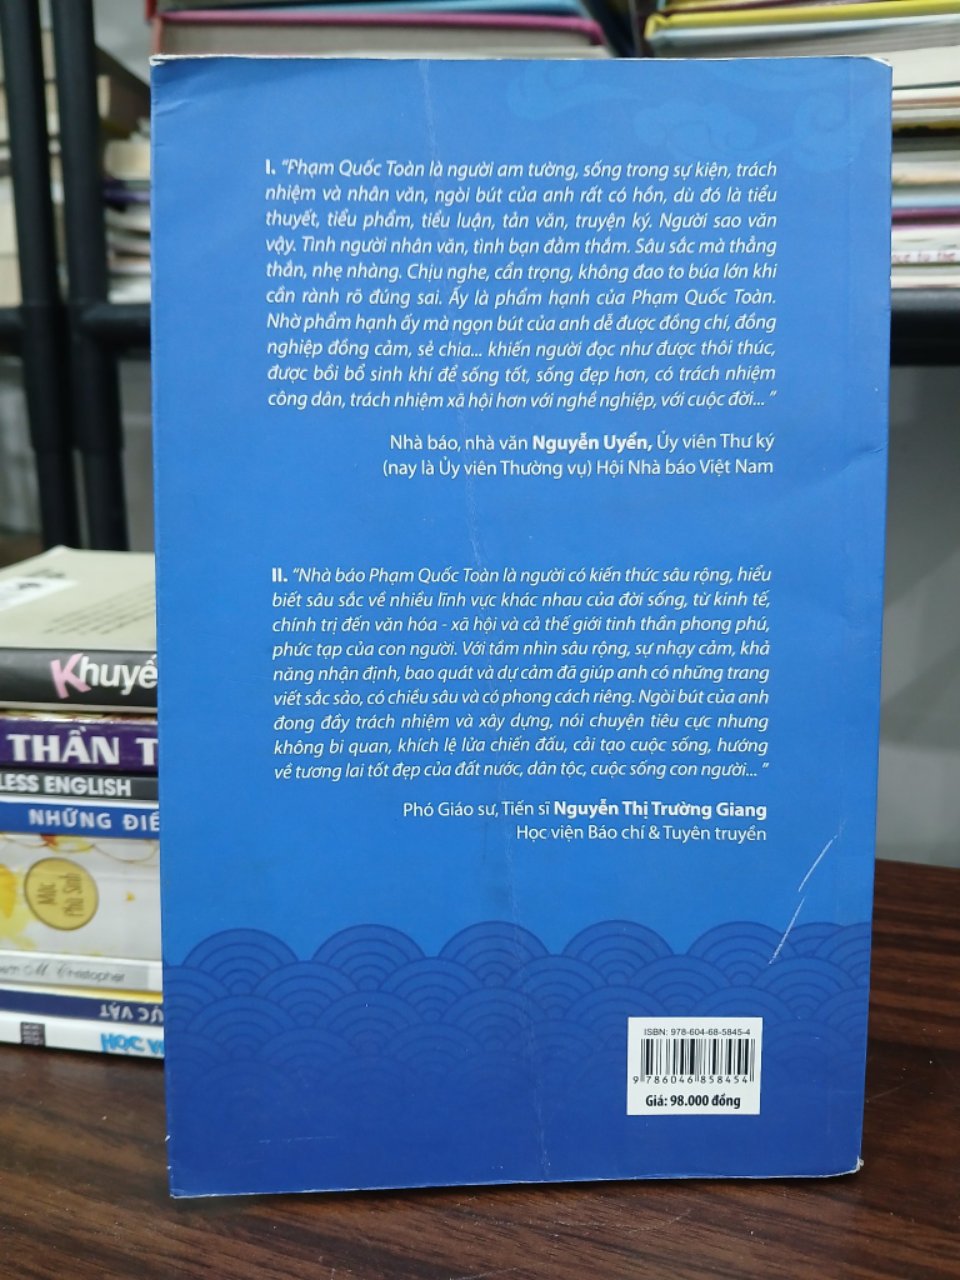 I. “Phạm Quốc Toàn là người am tường, sống trong sự kiện, trách
nhiệm và nhân văn, ngòi bút của anh rất có hồn, dù đó là tiểu
thuyết, tiểu phẩm, tiểu luận, tản văn, truyện ký. Người sao văn
vậy. Tình người nhân văn, tình bạn đằm thắm. Sâu sắc mà thẳng
thắn, nhẹ nhàng. Chịu nghe, cẩn trọng, không đao to búa lớn khi
cần rành rõ đúng sai. Ấy là phẩm hạnh của Phạm Quốc Toàn.
Nhờ phẩm hạnh ấy mà ngọn bút của anh dễ được đồng chí, đồng
nghiệp đồng cảm, sẻ chia... khiến người đọc như được thôi thúc,
được bồi bổ sinh khí để sống tốt, sống đẹp hơn, có trách nhiệm
công dân, trách nhiệm xã hội hơn với nghề nghiệp, với cuộc đời... ”
Nhà báo, nhà văn Nguyễn Uyển, Ủy viên Thư ký
(nay là Ủy viên Thường vụ) Hội Nhà báo Việt Nam
II. “Nhà báo Phạm Quốc Toàn là người có kiến thức sâu rộng, hiểu
biết sâu sắc về nhiều lĩnh vực khác nhau của đời sống, từ kinh tế,
chính trị đến văn hóa - xã hội và cả thế giới tinh thần phong phú,
phức tạp của con người. Với tầm nhìn sâu rộng, sự nhạy cảm, khả
năng nhận định, bao quát và dự cảm đã giúp anh có những trang
viết sắc sảo, có chiều sâu và có phong cách riêng. Ngòi bút của anh
đong đầy trách nhiệm và xây dựng, nói chuyện tiêu cực nhưng
không bi quan, khích lệ lửa chiến đấu, cải tạo cuộc sống, hướng
về tương lai tốt đẹp của đất nước, dân tộc, cuộc sống con người... ”
Phó Giáo sư, Tiến sĩ Nguyễn Thị Trường Giang
Học viện Báo chí & Tuyên truyền
ISBN: 978-604-68-5845-4
9 786046 858454
Giá: 98.000 đồng
Khuyế
THẦN T
LESS ENGLISH
NHỮNG ĐIỀ
Mộc
Phù Sinh
ỰC VẬT
HỌC